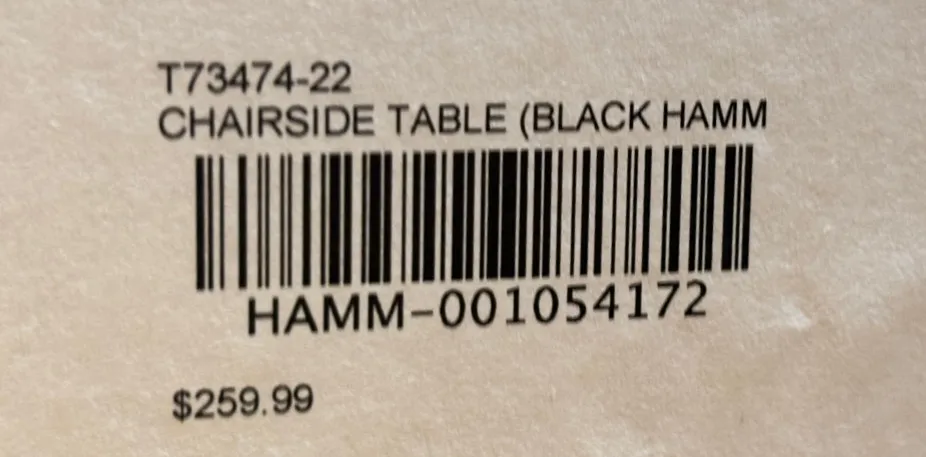 T73474-22
CHAIRSIDE TABLE (BLACK HAMM
HAMM-001054172
$259.99